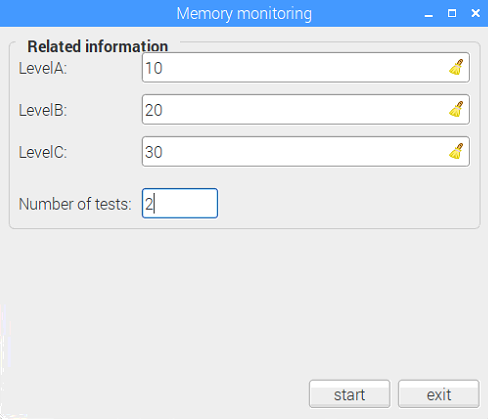 Memory monitoring
Related information
LevelA: 10
LevelB: 20
LevelC: 30
Number of tests: 2
start exit